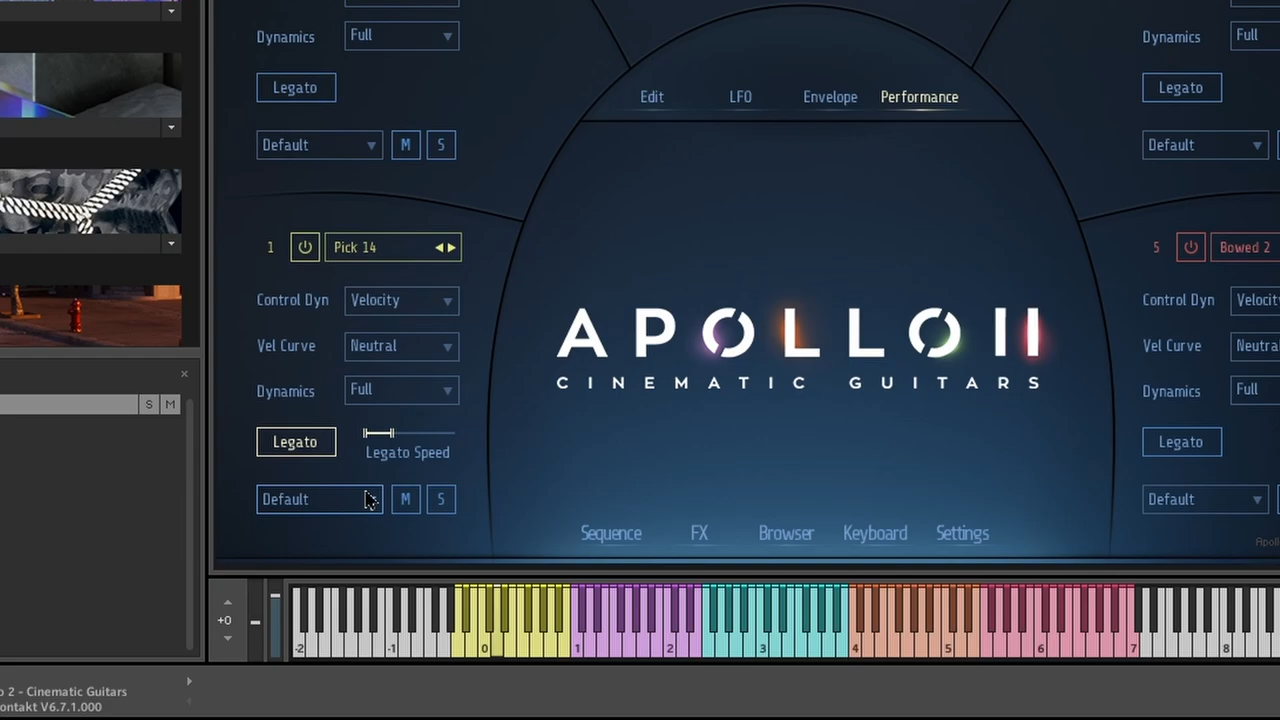 Dynamics Full
Dynamics Full
Legato
Legato
Edit LFO Envelope Performance
Default M S
Default
1 Pick 14
5 Bowed 2
Control Dyn Velocity
Control Dyn
Vel Curve Neutral
Vel Curve
Dynamics Full
Dynamics Full
APOLLO II
CINEMATIC GUITARS
S M
Legato Legato Speed
Legato
Default M S
Default
Sequence FX Browser Keyboard Settings
+0
-2 -1 0 1 2 3 4 5 6 7 8
2 - Cinematic Guitars
V6.7.1.000